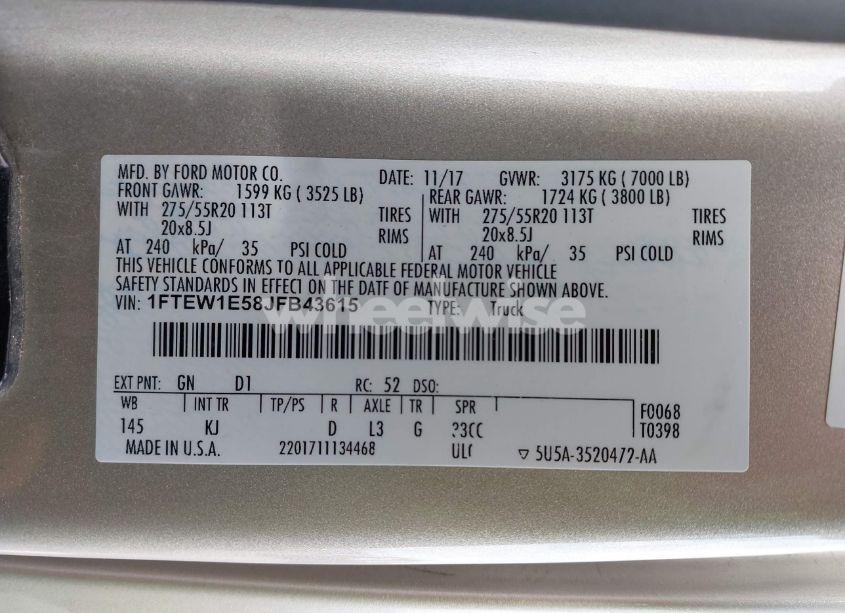 MFD. BY FORD MOTOR CO. DATE: 11/17 GVWR: 3175 KG ( 7000 LB)
FRONT GAWR: 1599 KG ( 3525 LB) REAR GAWR: 1724 KG ( 3800 LB)
WITH 275/55R20 113T TIRES WITH 275/55R20 113T TIRES
20x8.5J RIMS 20x8.5J RIMS
AT 240 kPa/ 35 PSI COLD AT 240 kPa/ 35 PSI COLD
THIS VEHICLE CONFORMS TO ALL APPLICABLE FEDERAL MOTOR VEHICLE
SAFETY STANDARDS IN EFFECT ON THE DATE OF MANUFACTURE SHOWN ABOVE.
VIN: 1FTEW1E58JFB43615 TYPE: Truck
wheelwise
EXT PNT: GN D1 RC: 52 DSO:
WB INT TR TP/PS R AXLE TR SPR F0068
145 KJ D L3 G T0398
MADE IN U.S.A. 2201711134468 5U5A-3520472-AA